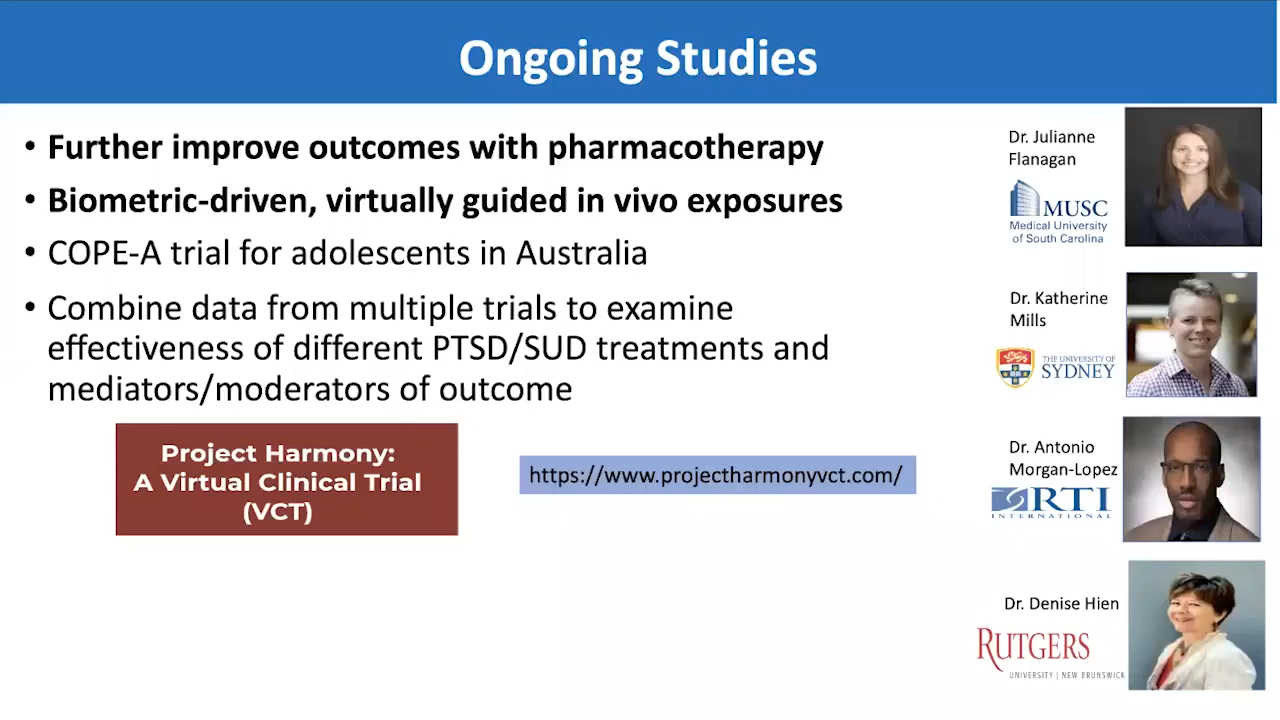 Ongoing Studies
• Further improve outcomes with pharmacotherapy
• Biometric-driven, virtually guided in vivo exposures
• COPE-A trial for adolescents in Australia
• Combine data from multiple trials to examine
effectiveness of different PTSD/SUD treatments and
mediators/moderators of outcome
Project Harmony:
A Virtual Clinical Trial
(VCT)
https://www.projectharmonyvct.com/
Dr. Julianne
Flanagan
MUSC
Medical University
of South Carolina
Dr. Katherine
Mills
THE UNIVERSITY OF
SYDNEY
Dr. Antonio
Morgan-Lopez
RTI
INTERNATIONAL
Dr. Denise Hien
RUTGERS
UNIVERSITY | NEW BRUNSWICK